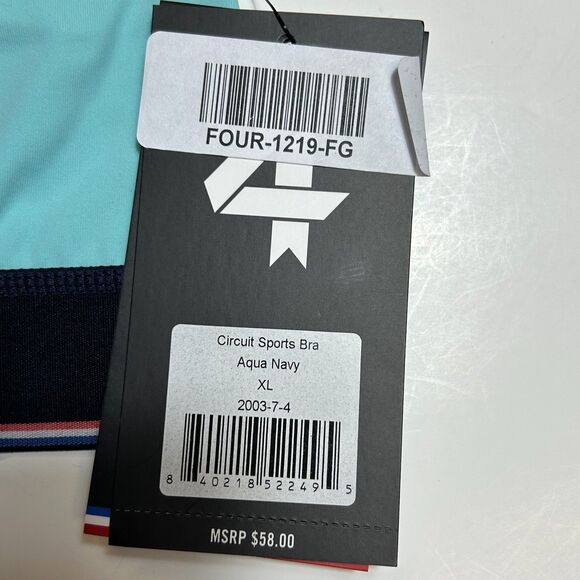 FOUR-1219-FG
4
Circuit Sports Bra
Aqua Navy
XL
2003-7-4
8 40218 52249 5
MSRP $58.00